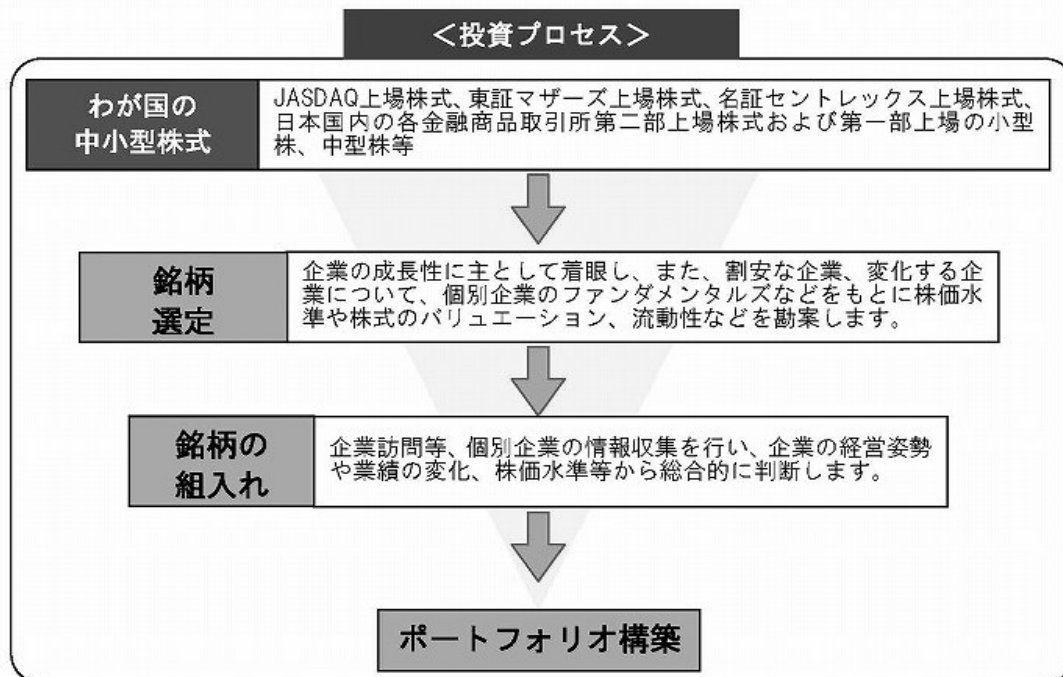 ＜投資プロセス＞
わが国の
中小型株式
JASDAQ上場株式、東証マザーズ上場株式、名証セントレックス上場株式、
日本国内の各金融商品取引所第二部上場株式および第一部上場の小型
株、中型株等
銘柄
選定
企業の成長性に主として着眼し、また、割安な企業、変化する企
業について、個別企業のファンダメンタルズなどをもとに株価水
準や株式のバリュエーション、流動性などを勘案します。
銘柄の
組入れ
企業訪問等、個別企業の情報収集を行い、企業の経営姿勢
や業績の変化、株価水準等から総合的に判断します。
ポートフォリオ構築